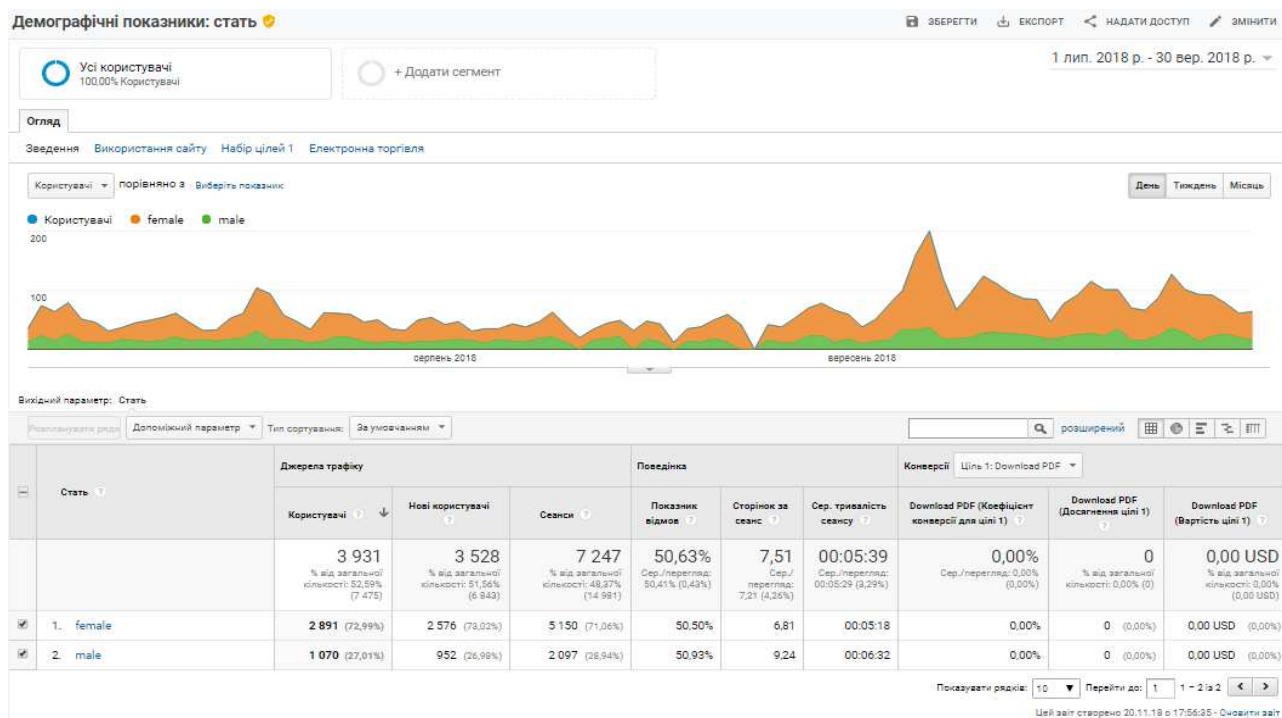 Демографічні показники: стать
ЗБЕРЕГТИ ЕКСПОРТ НАДАТИ ДОСТУП ЗМІНИТИ
Усі користувачі
100,00% Користувачі
+ Додати сегмент
1 лип. 2018 р. - 30 вер. 2018 р.
Огляд
Зведення Використання сайту Набір цілей 1 Електронна торгівля
Користувачі порівняно з Виберіть показник
День Тиждень Місяць
Користувачі female male
200
100
серпень 2018 вересень 2018
Вихідний параметр: Стать
Розпланувати ряди Допоміжний параметр Тип сортування: За умовчанням розширений
Стать
Джерела трафіку Поведінка Конверсії Ціль 1: Download PDF
Користувачі Нові користувачі Сеанси Показник відмов Сторінок за сеанс Сер. тривалість сеансу Download PDF (Коефіцієнт конверсії для цілі 1) Download PDF (Досягнення цілі 1) Download PDF (Вартість цілі 1)
3 931 3 528 7 247 50,63% 7,51 00:05:39 0,00% 0 0,00 USD
% від загальної кількості: 52,59% (7 475) % від загальної кількості: 51,56% (6 843) % від загальної кількості: 48,37% (14 981) Сер./перегляд: 50,41% (0,43%) Сер./перегляд: 7,21 (4,26%) Сер./перегляд: 00:05:29 (3,29%) Сер./перегляд: 0,00% (0,00%) % від загальної кількості: 0,00% (0) % від загальної кількості: 0,00% (0,00 USD)
1. female 2 891 (72,99%) 2 576 (73,02%) 5 150 (71,06%) 50,50% 6,81 00:05:18 0,00% 0 (0,00%) 0,00 USD (0,00%)
2. male 1 070 (27,01%) 952 (26,98%) 2 097 (28,94%) 50,93% 9,24 00:06:32 0,00% 0 (0,00%) 0,00 USD (0,00%)
Показувати рядків: 10 Перейти до: 1 1 – 2 із 2
Цей звіт створено 20.11.18 о 17:56:35 - Оновити звіт